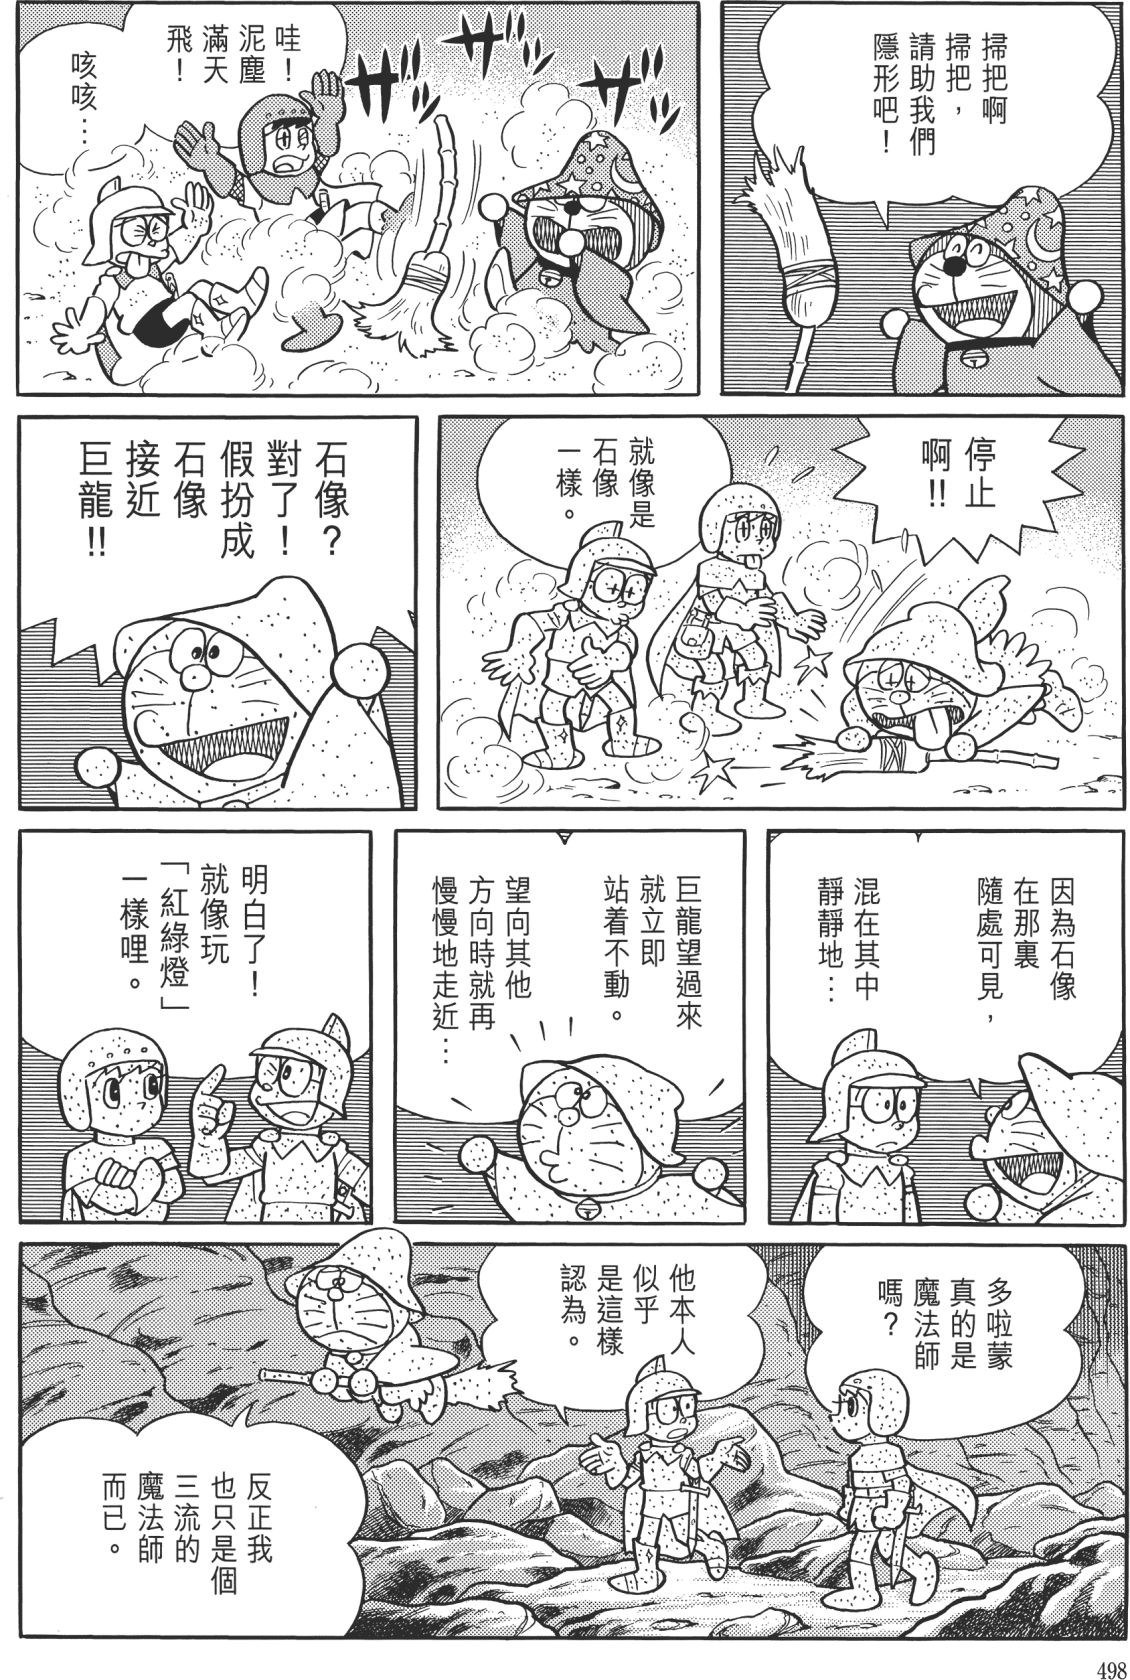 掃把啊
掃把，
請助我們
隱形吧！
哇！
泥塵
滿天
飛！
咳咳…
ザザッ
ザザッ
ザザッ
停止
啊!!
就像是
石像
一樣。
石像？
對了！
假扮成
石像
接近
巨龍!!
因為石像
在那裏
隨處可見，
混在其中
靜靜地…
巨龍望過來
就立即
站着不動。
望向其他
方向時就再
慢慢地走近…
明白了！
就像玩
「紅綠燈」
一樣哩。
多啦蒙
真的是
魔法師
嗎？
他本人
似乎
是這樣
認為。
反正我
也只是個
三流的
魔法師
而已。
498